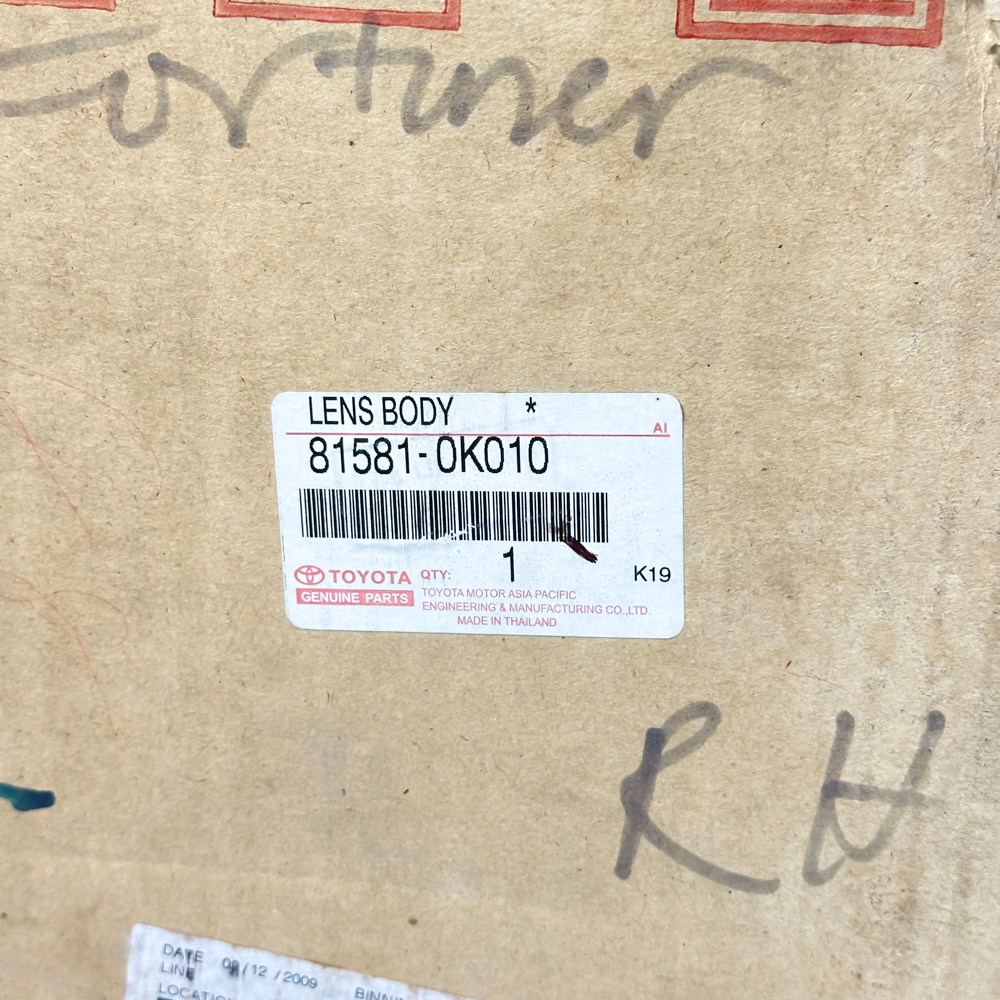 Fortuner
LENS BODY *
AI
81581-0K010
1
K19
TOYOTA
GENUINE PARTS
QTY:
TOYOTA MOTOR ASIA PACIFIC
ENGINEERING & MANUFACTURING CO.,LTD
MADE IN THAILAND
RH
DATE /12 /2009
LINE